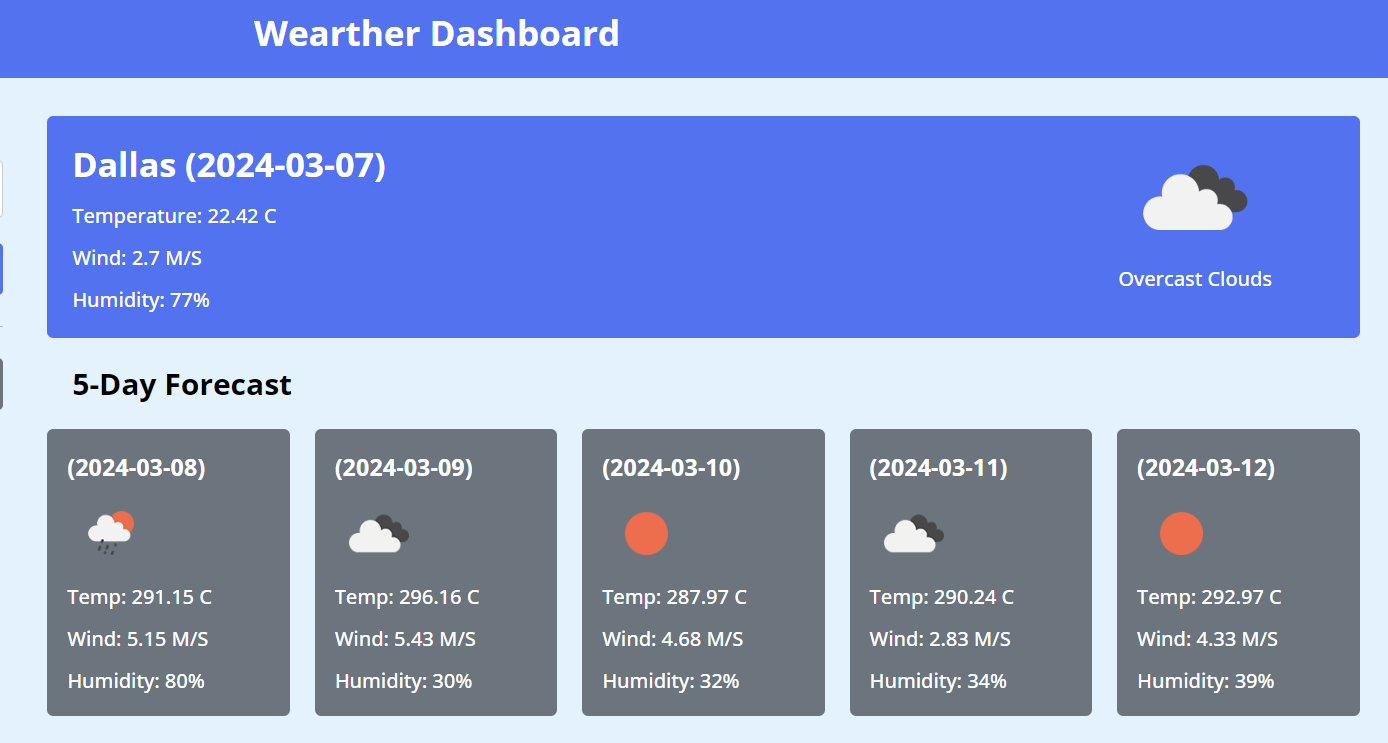 Wearther Dashboard
Dallas (2024-03-07)
Temperature: 22.42 C
Wind: 2.7 M/S
Humidity: 77%
Overcast Clouds
5-Day Forecast
(2024-03-08)
Temp: 291.15 C
Wind: 5.15 M/S
Humidity: 80%
(2024-03-09)
Temp: 296.16 C
Wind: 5.43 M/S
Humidity: 30%
(2024-03-10)
Temp: 287.97 C
Wind: 4.68 M/S
Humidity: 32%
(2024-03-11)
Temp: 290.24 C
Wind: 2.83 M/S
Humidity: 34%
(2024-03-12)
Temp: 292.97 C
Wind: 4.33 M/S
Humidity: 39%